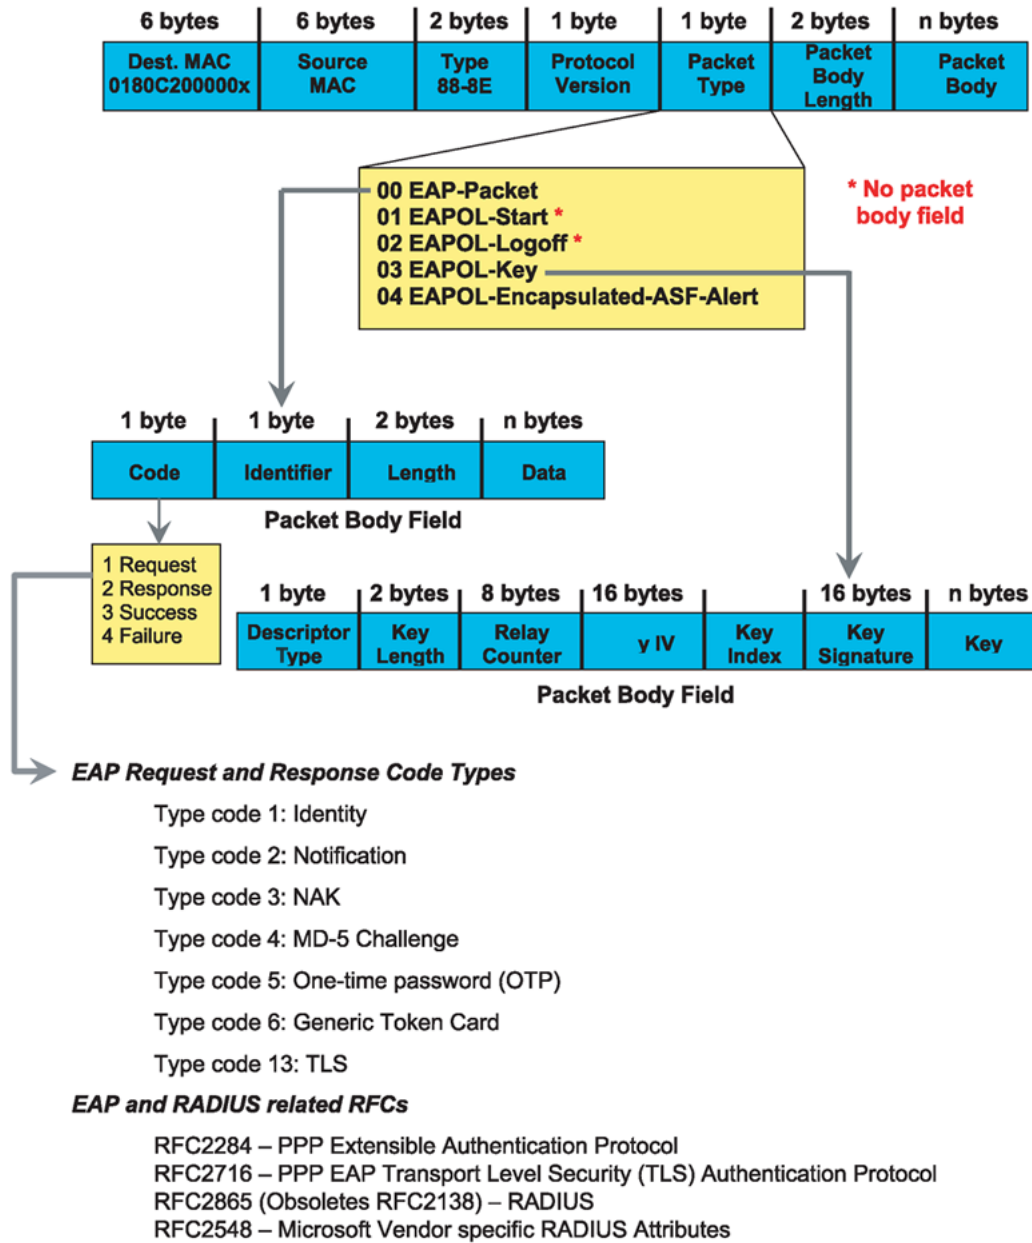 6 bytes 6 bytes 2 bytes 1 byte 1 byte 2 bytes n bytes
Dest. MAC
0180C200000x
Source
MAC
Type
88-8E
Protocol
Version
Packet
Type
Packet
Body
Length
Packet
Body
00 EAP-Packet
01 EAPOL-Start *
02 EAPOL-Logoff *
03 EAPOL-Key
04 EAPOL-Encapsulated-ASF-Alert
* No packet
body field
1 byte 1 byte 2 bytes n bytes
Code Identifier Length Data
Packet Body Field
1 Request
2 Response
3 Success
4 Failure
1 byte 2 bytes 8 bytes 16 bytes 16 bytes n bytes
Descriptor
Type
Key
Length
Relay
Counter
y IV
Key
Index
Key
Signature
Key
Packet Body Field
EAP Request and Response Code Types
Type code 1: Identity
Type code 2: Notification
Type code 3: NAK
Type code 4: MD-5 Challenge
Type code 5: One-time password (OTP)
Type code 6: Generic Token Card
Type code 13: TLS
EAP and RADIUS related RFCs
RFC2284 – PPP Extensible Authentication Protocol
RFC2716 – PPP EAP Transport Level Security (TLS) Authentication Protocol
RFC2865 (Obsoletes RFC2138) – RADIUS
RFC2548 – Microsoft Vendor specific RADIUS Attributes